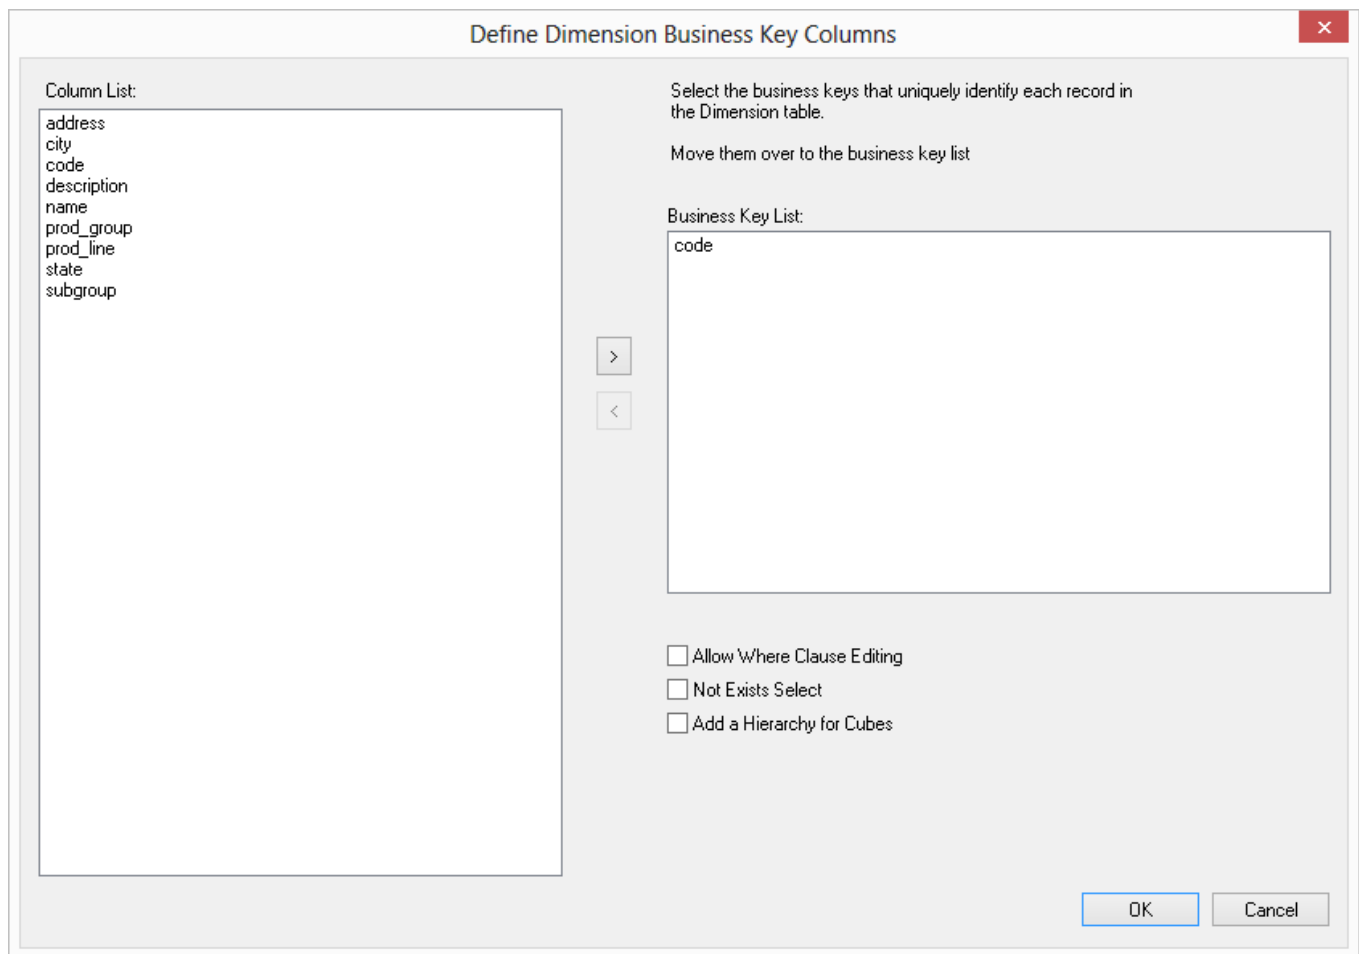 Define Dimension Business Key Columns
Column List:
address
city
code
description
name
prod_group
prod_line
state
subgroup
>
<
Select the business keys that uniquely identify each record in
the Dimension table.
Move them over to the business key list
Business Key List:
code
Allow Where Clause Editing
Not Exists Select
Add a Hierarchy for Cubes
OK
Cancel